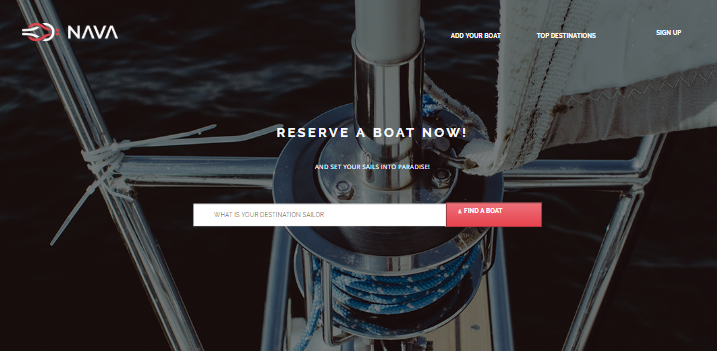 NAVA
ADD YOUR BOAT
TOP DESTINATIONS
SIGN UP
RESERVE A BOAT NOW!
AND SET YOUR SAILS INTO PARADISE!
WHAT IS YOUR DESTINATION SAILOR
FIND A BOAT